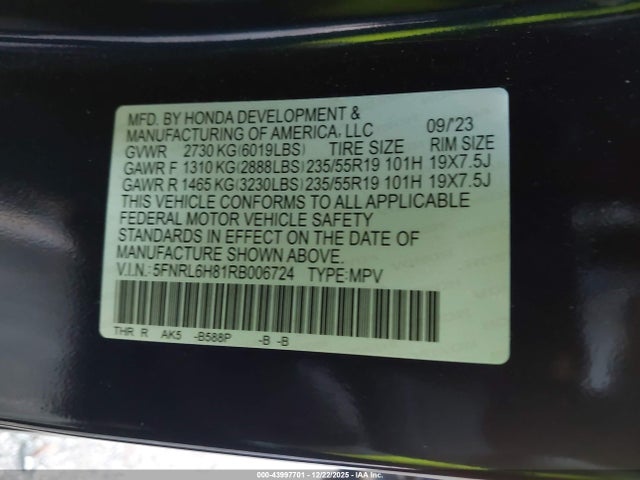 MFD. BY HONDA DEVELOPMENT &
MANUFACTURING OF AMERICA, LLC 09/'23
GVWR 2730 KG(6019LBS) TIRE SIZE RIM SIZE
GAWR F 1310 KG(2888LBS) 235/55R19 101H 19X7.5J
GAWR R 1465 KG(3230LBS) 235/55R19 101H 19X7.5J
THIS VEHICLE CONFORMS TO ALL APPLICABLE
FEDERAL MOTOR VEHICLE SAFETY
STANDARDS IN EFFECT ON THE DATE OF
MANUFACTURE SHOWN ABOVE.
V.I.N.: 5FNRL6H81RB006724 TYPE:MPV
THR R AK5 -B588P -B -B
000-43997701 - 12/22/2025 - IAAI.COM